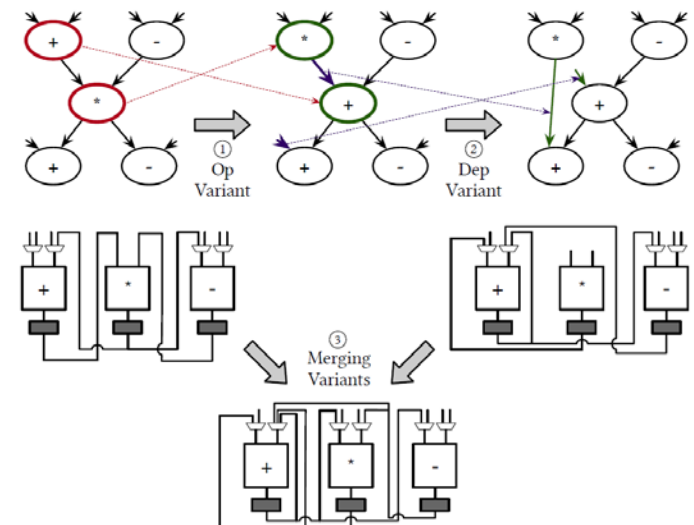 + - * -
* +
+ - + - + -
*
-
+
① ②
Op Dep
Variant Variant
+ * - + * -
③
Merging
Variants
+ * -